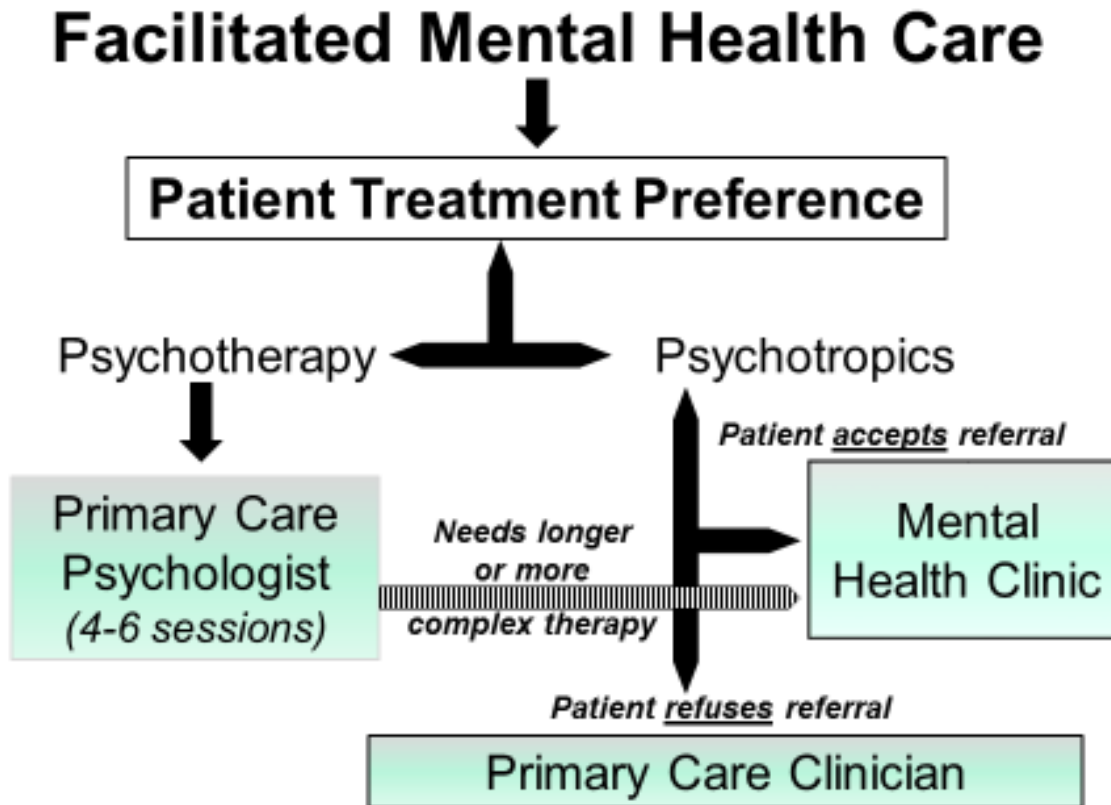 Facilitated Mental Health Care
Patient Treatment Preference
Psychotherapy
Psychotropics
Patient accepts referral
Primary Care
Psychologist
(4-6 sessions)
Needs longer
or more
complex therapy
Mental
Health Clinic
Patient refuses referral
Primary Care Clinician